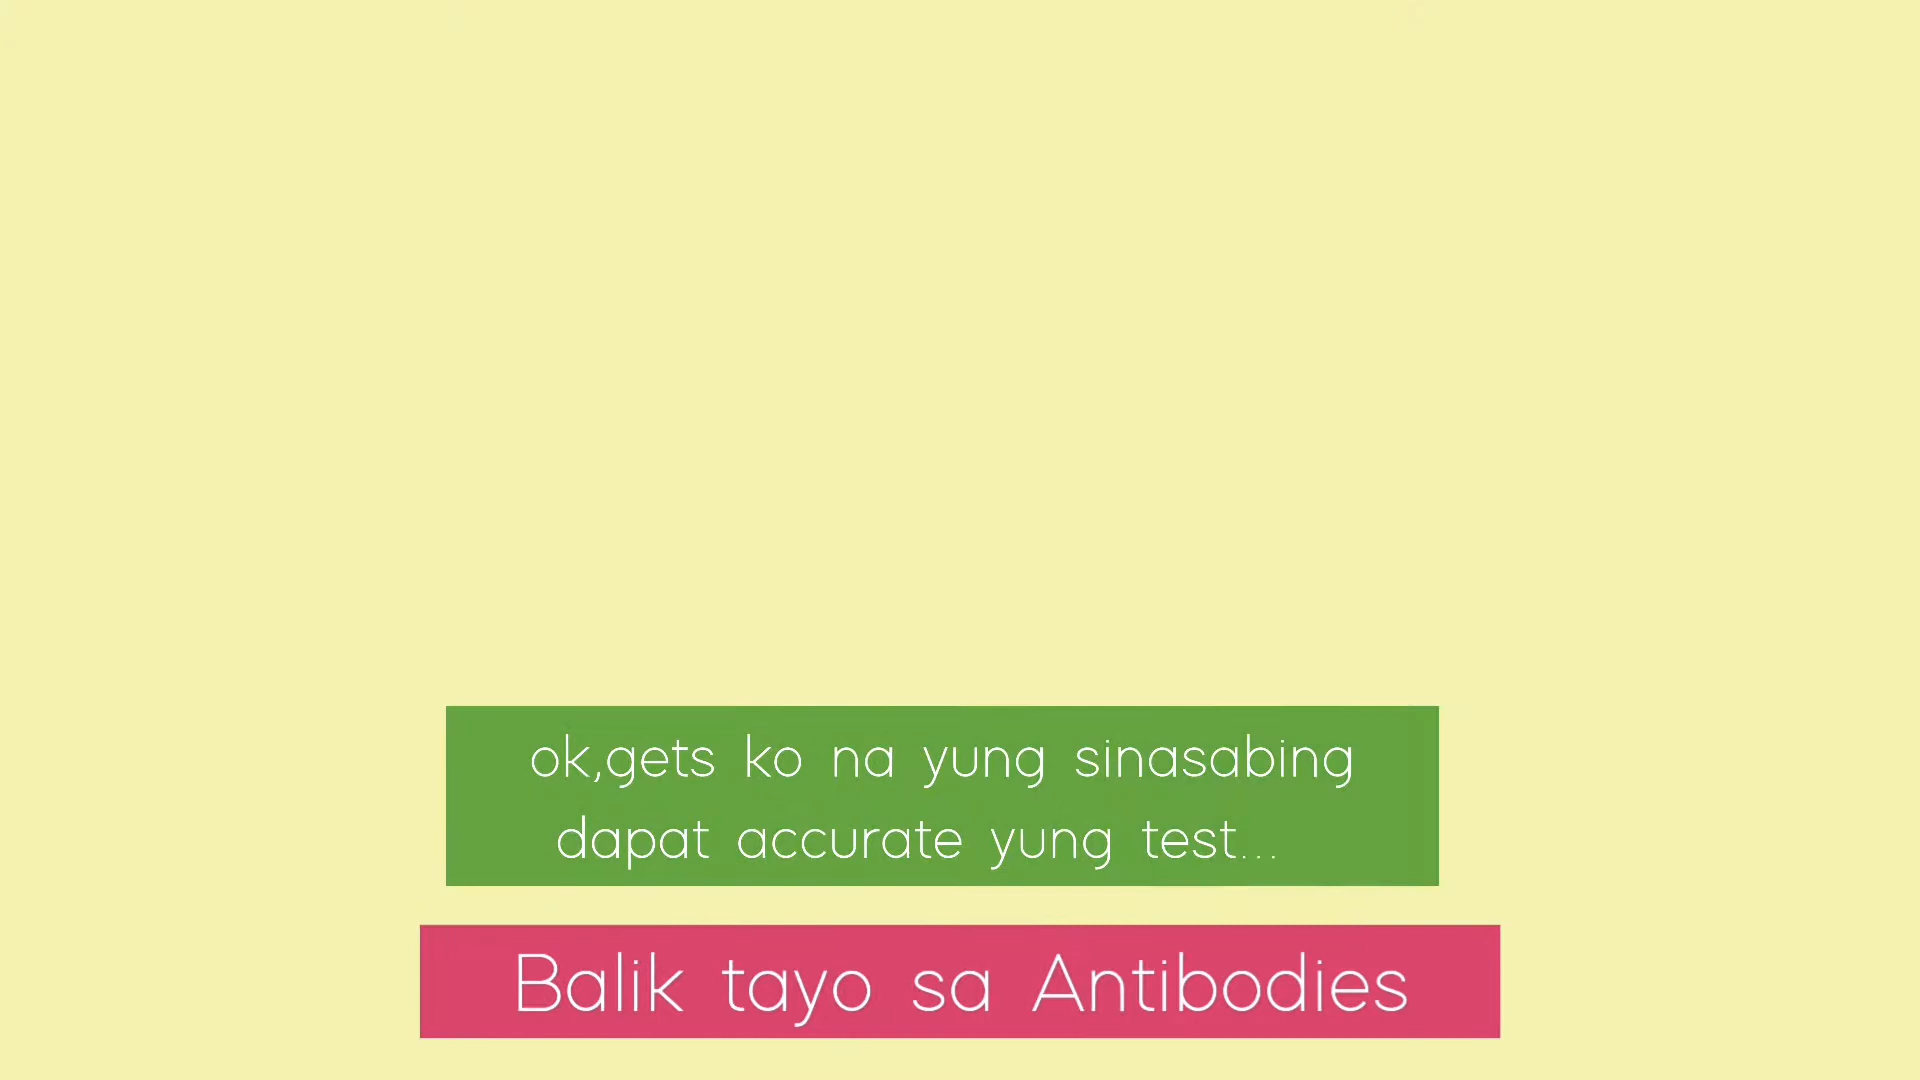 ok,gets ko na yung sinasabing
dapat accurate yung test...
Balik tayo sa Antibodies